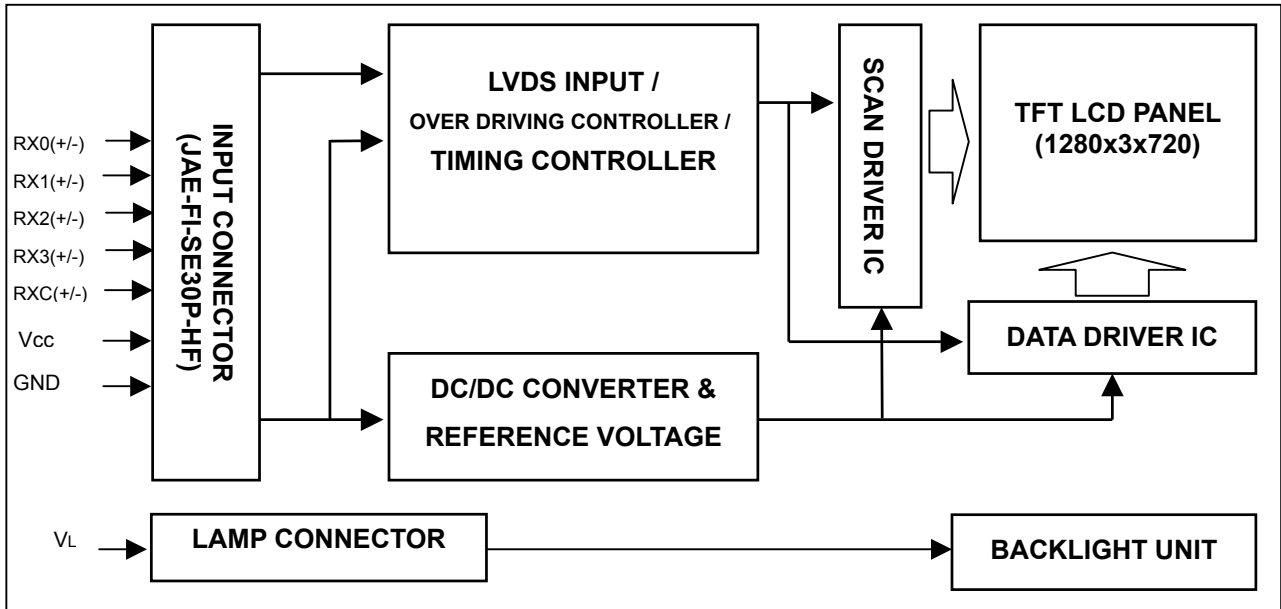 RX0(+/-)
RX1(+/-)
RX2(+/-)
RX3(+/-)
RXC(+/-)
Vcc
GND
INPUT CONNECTOR
(JAE-FI-SE30P-HF)
LVDS INPUT /
OVER DRIVING CONTROLLER /
TIMING CONTROLLER
SCAN DRIVER IC
TFT LCD PANEL
(1280x3x720)
DATA DRIVER IC
DC/DC CONVERTER &
REFERENCE VOLTAGE
VL
LAMP CONNECTOR
BACKLIGHT UNIT